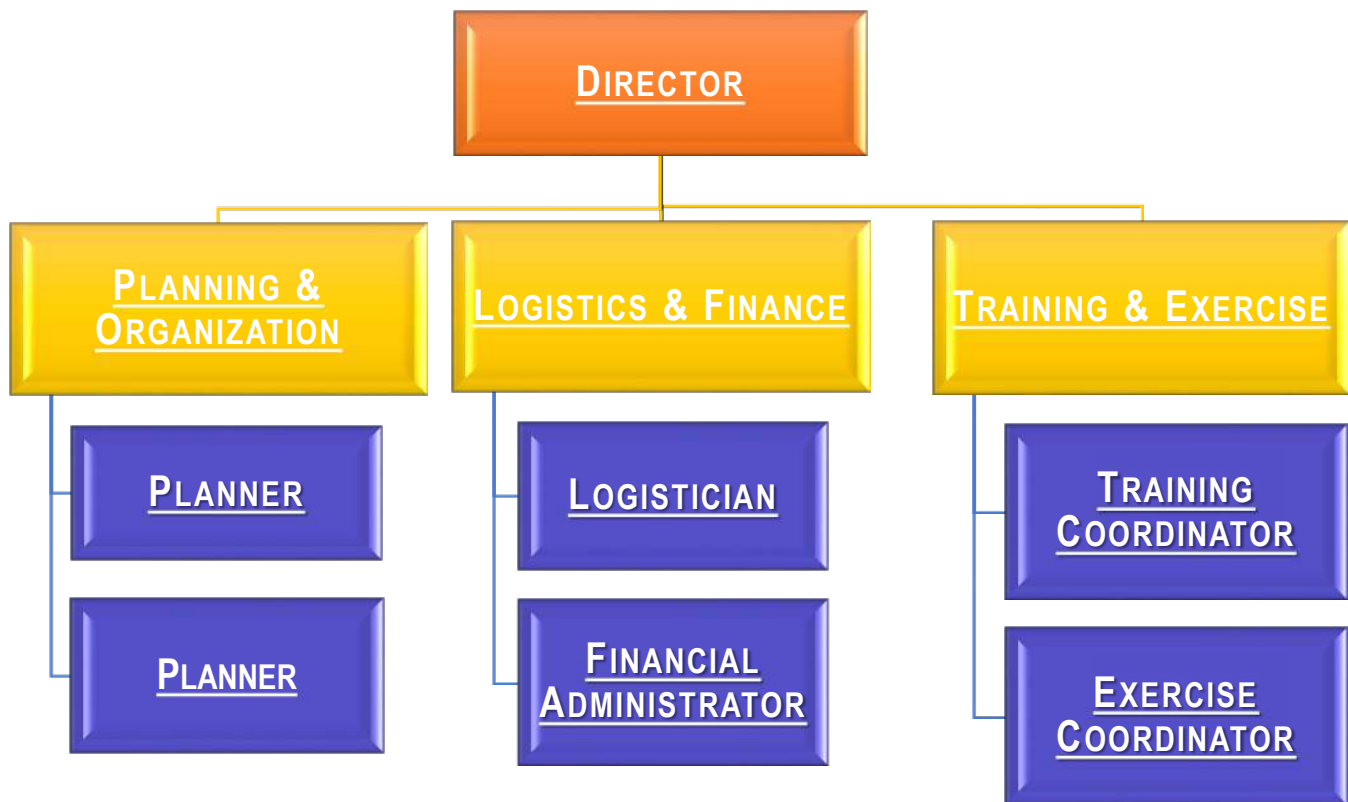 DIRECTOR
PLANNING &
ORGANIZATION
LOGISTICS & FINANCE
TRAINING & EXERCISE
PLANNER
PLANNER
LOGISTICIAN
FINANCIAL
ADMINISTRATOR
TRAINING
COORDINATOR
EXERCISE
COORDINATOR